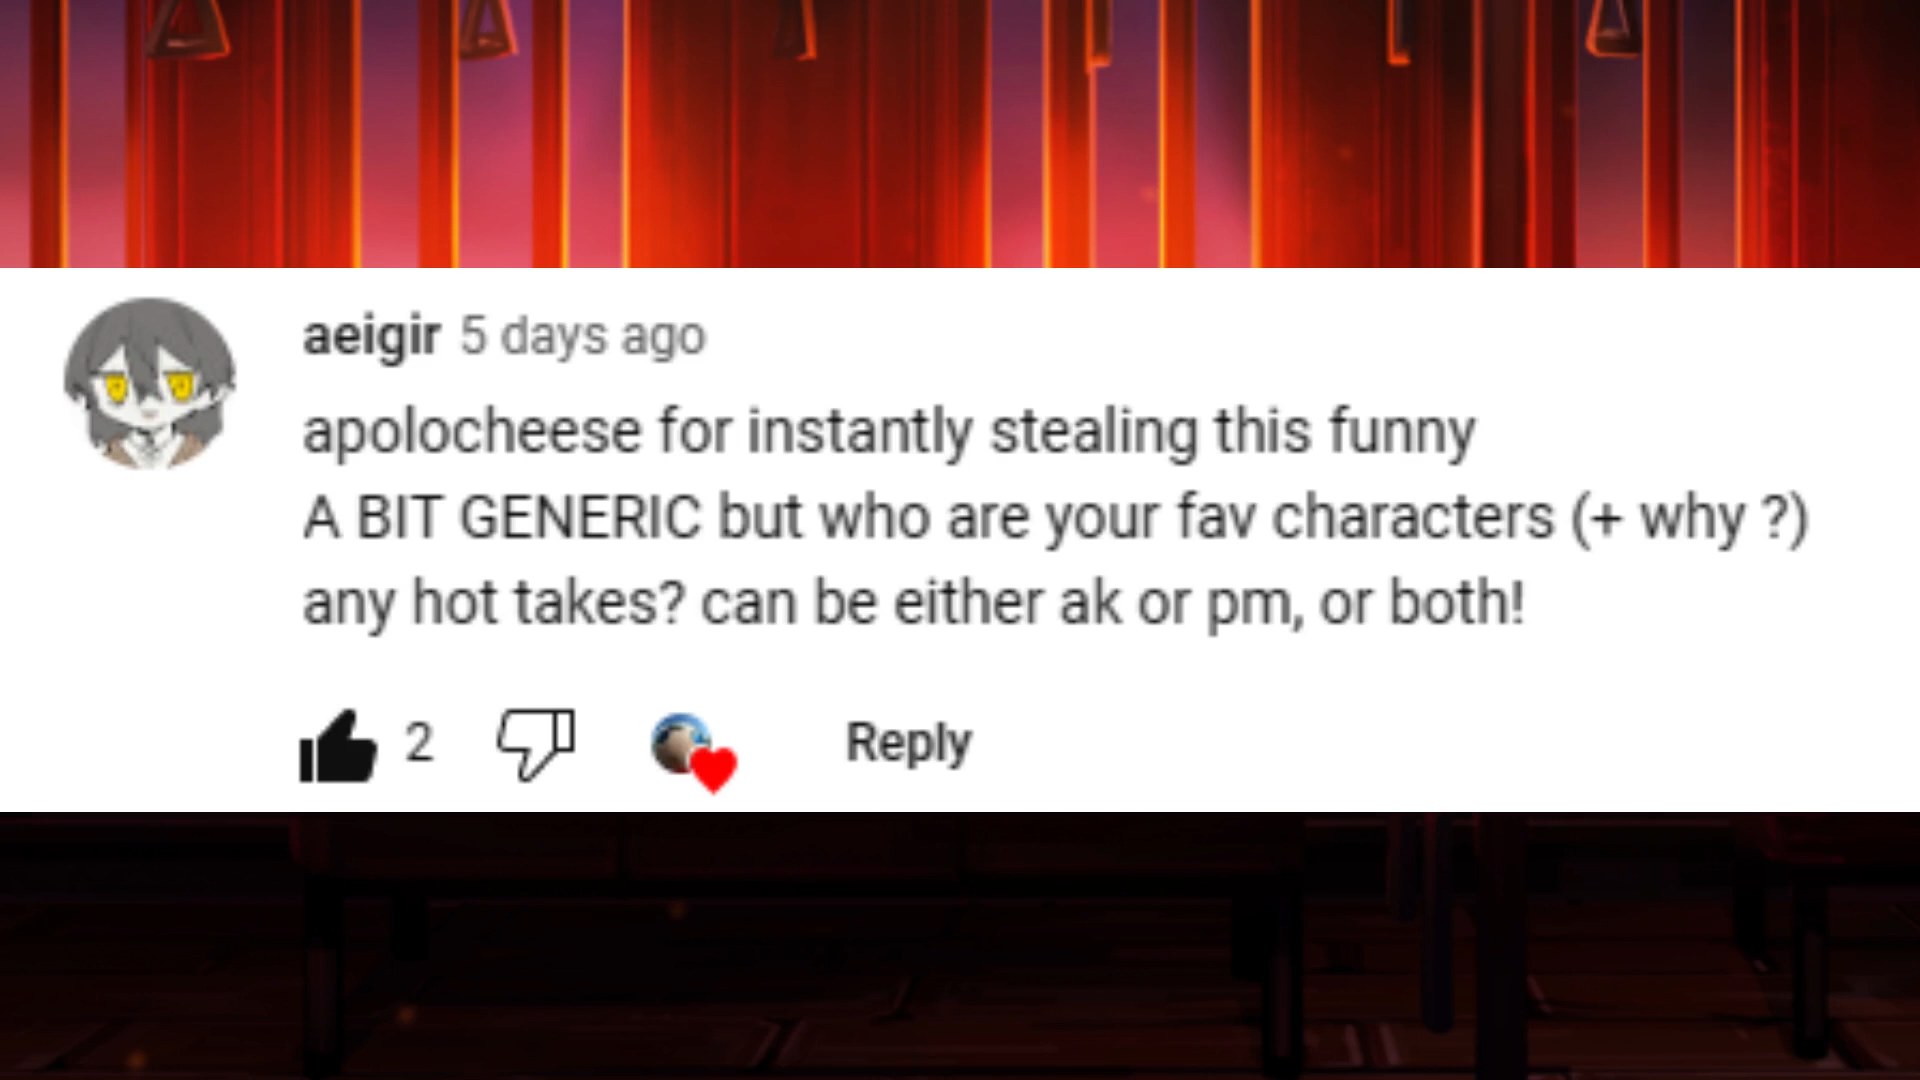 aeigir 5 days ago
apolocheese for instantly stealing this funny
A BIT GENERIC but who are your fav characters (+ why ?)
any hot takes? can be either ak or pm, or both!
2 Reply